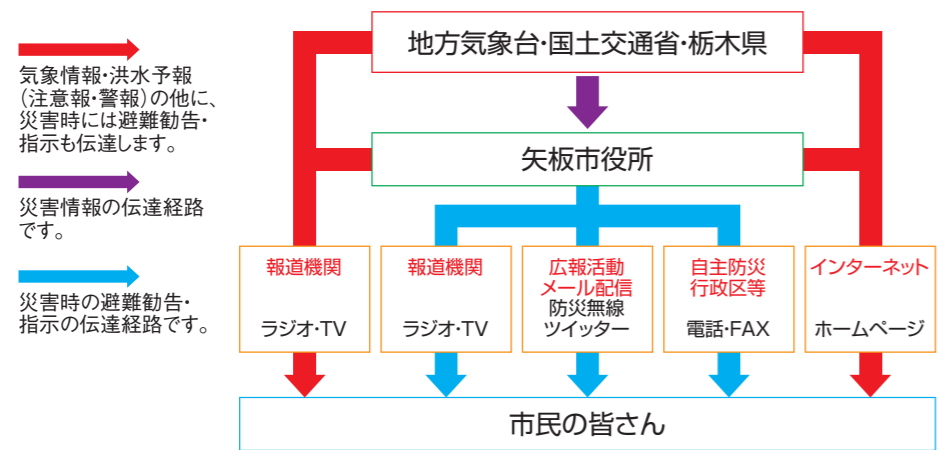 気象情報・洪水予報
(注意報・警報)の他に、
災害時には避難勧告・
指示も伝達します。
災害情報の伝達経路
です。
災害時の避難勧告・
指示の伝達経路です。
地方気象台・国土交通省・栃木県
矢板市役所
報道機関
ラジオ・TV
報道機関
ラジオ・TV
広報活動
メール配信
防災無線
ツイッター
自主防災
行政区等
電話・FAX
インターネット
ホームページ
市民の皆さん